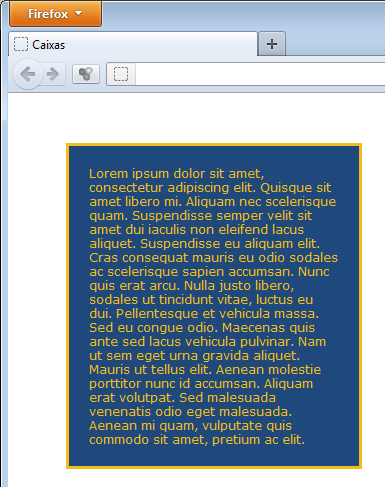 Firefox
Caixas
Lorem ipsum dolor sit amet,
consectetur adipiscing elit. Quisque sit
amet libero mi. Aliquam nec scelerisque
quam. Suspendisse semper velit sit
amet dui iaculis non eleifend lacus
aliquet. Suspendisse eu aliquam elit.
Cras consequat mauris eu odio sodales
ac scelerisque sapien accumsan. Nunc
quis erat arcu. Nulla justo libero,
sodales ut tincidunt vitae, luctus eu
dui. Pellentesque et vehicula massa.
Sed eu congue odio. Maecenas quis
ante sed lacus vehicula pulvinar. Nam
ut sem eget urna gravida aliquet.
Mauris ut tellus elit. Aenean molestie
porttitor nunc id accumsan. Aliquam
erat volutpat. Sed malesuada
venenatis odio eget malesuada.
Aenean mi quam, vulputate quis
commodo sit amet, pretium ac elit.